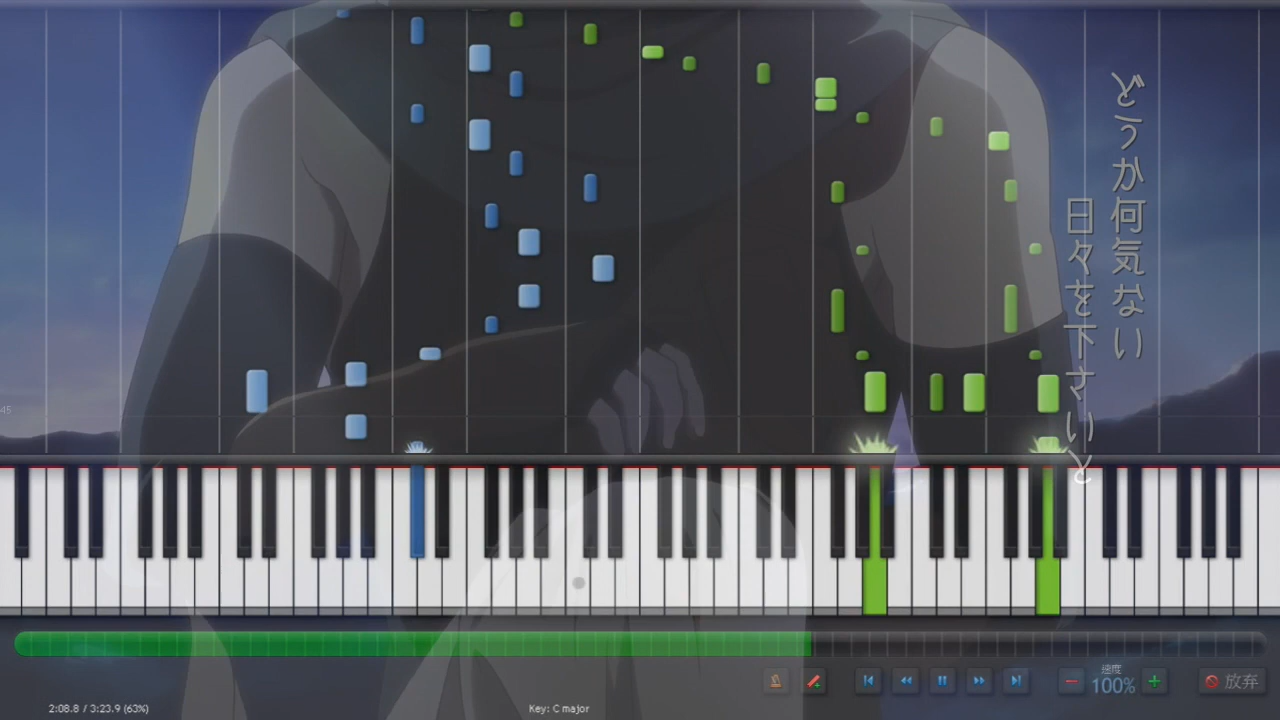 どうか何気ない
日々を下さいと
45
速度
100%
放弃
2:08.8 / 3:23.9 (63%)
Key: C major